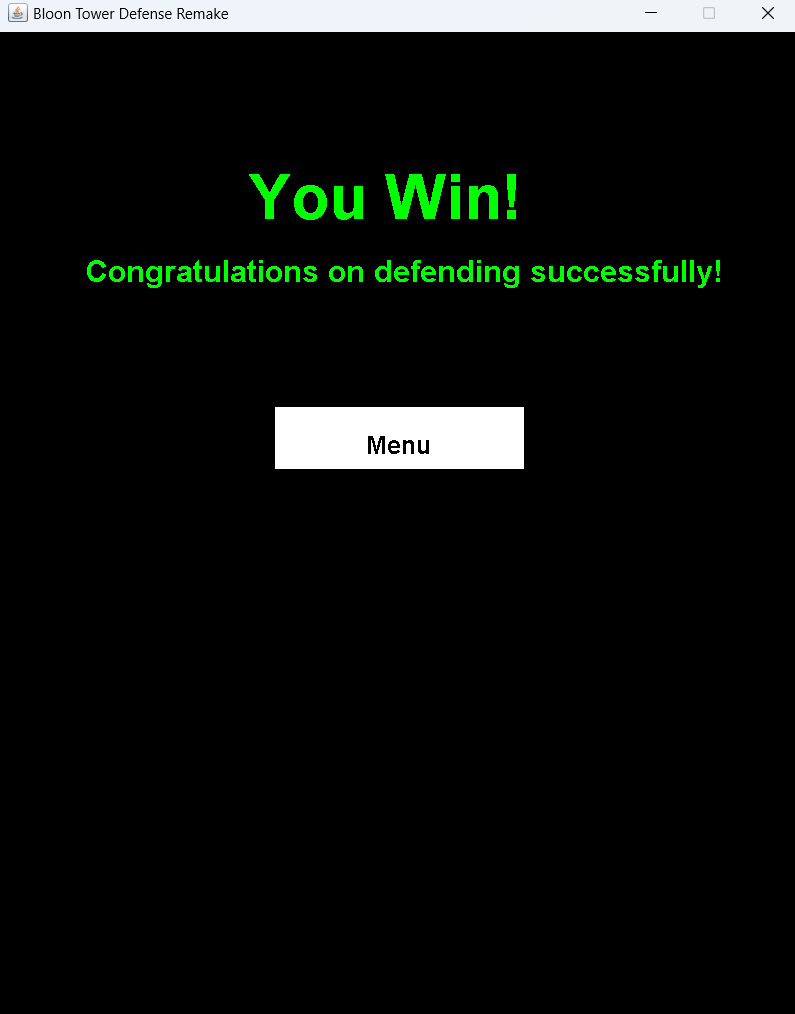 Bloon Tower Defense Remake
You Win!
Congratulations on defending successfully!
Menu